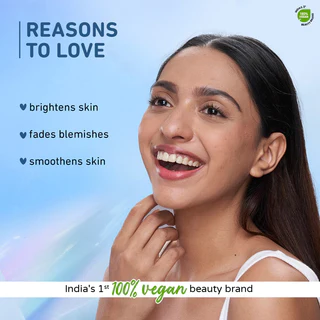 REASONS
TO LOVE
brightens skin
fades blemishes
smoothens skin
India's 1st 100% vegan beauty brand